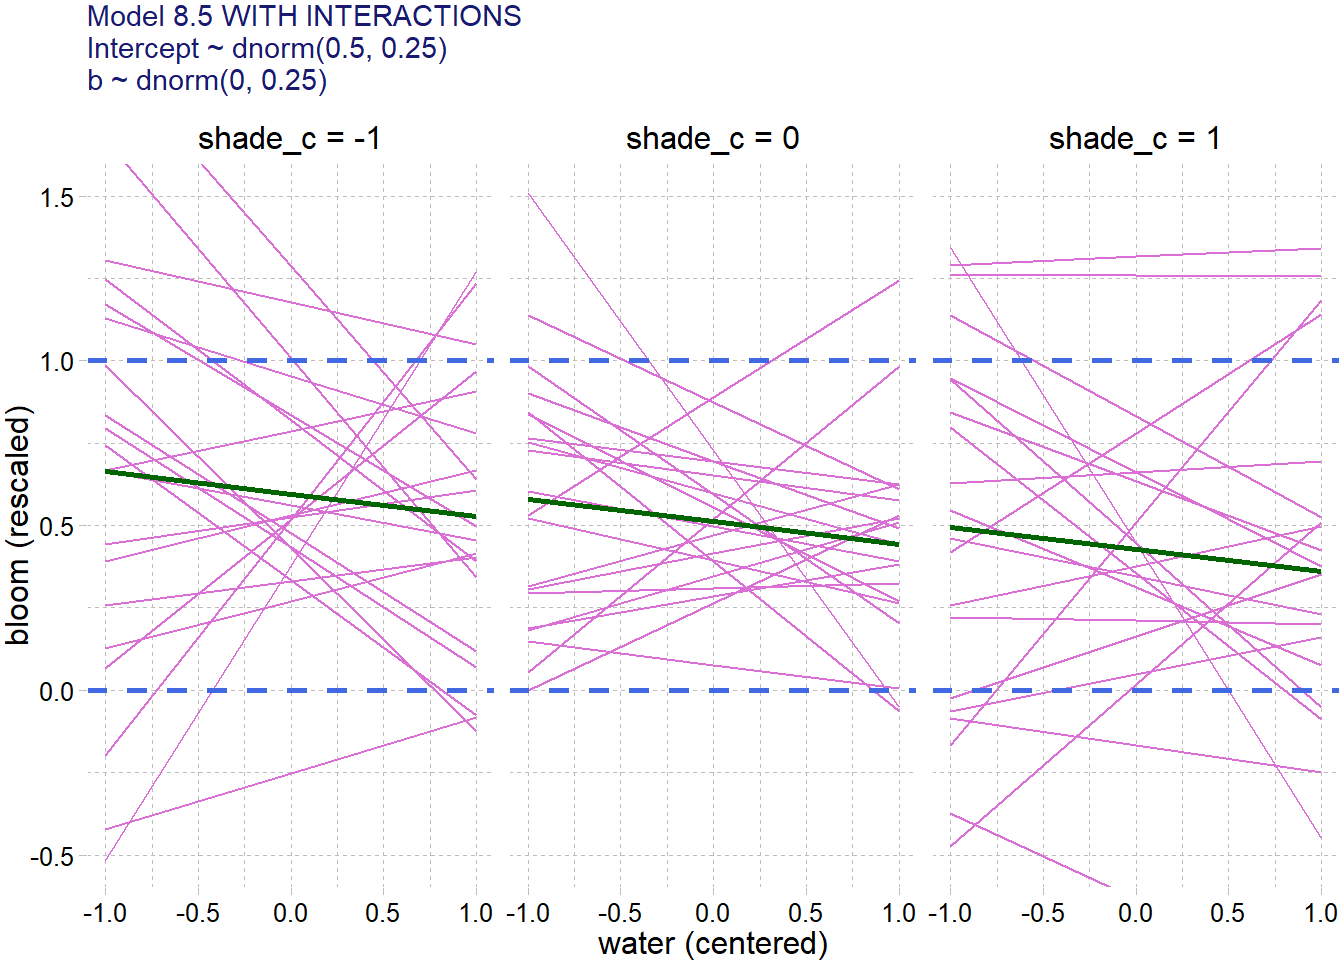 Model 8.5 WITH INTERACTIONS
Intercept ~ dnorm(0.5, 0.25)
b ~ dnorm(0, 0.25)
shade_c = -1 shade_c = 0 shade_c = 1
bloom (rescaled)
1.5
1.0
0.5
0.0
-0.5
-1.0 -0.5 0.0 0.5 1.0 -1.0 -0.5 0.0 0.5 1.0 -1.0 -0.5 0.0 0.5 1.0
water (centered)